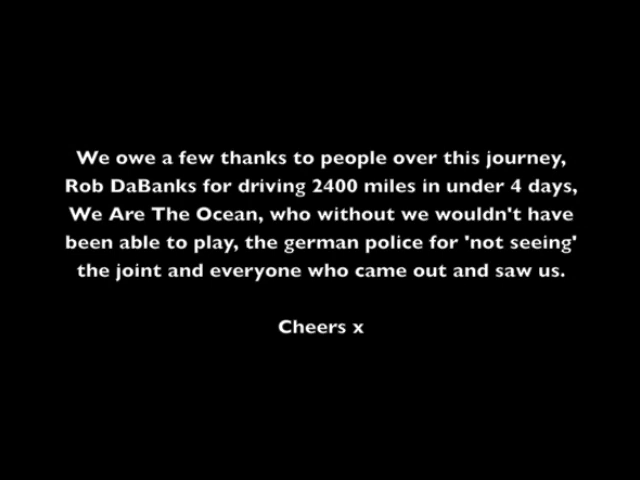 We owe a few thanks to people over this journey,
Rob DaBanks for driving 2400 miles in under 4 days,
We Are The Ocean, who without we wouldn't have
been able to play, the german police for 'not seeing'
the joint and everyone who came out and saw us.
Cheers x